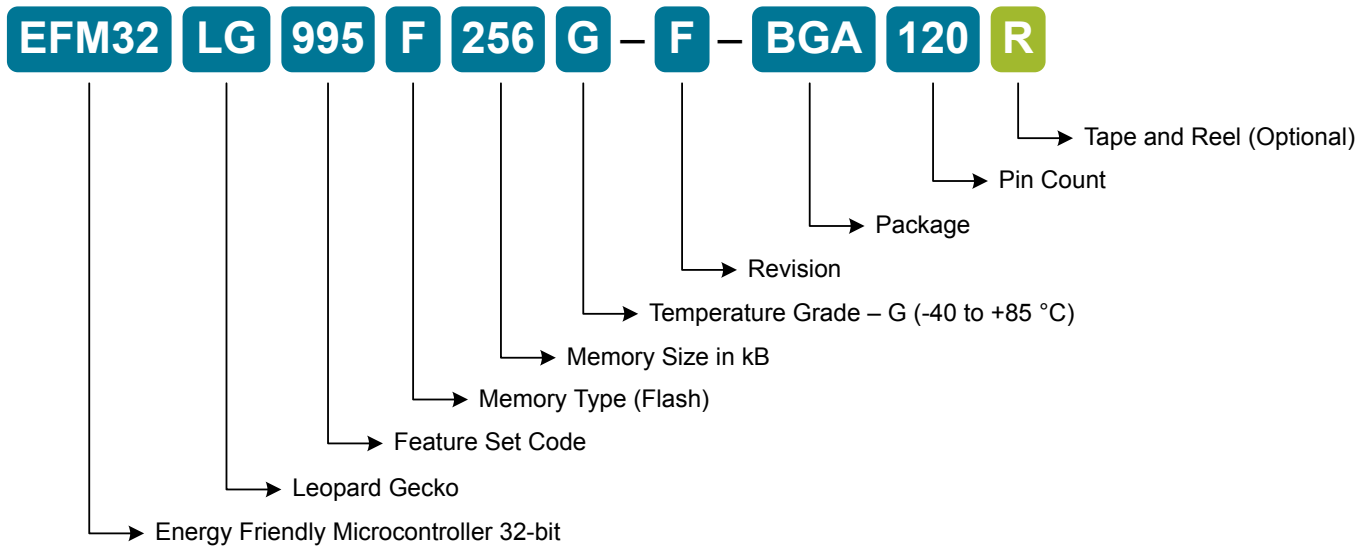 EFM32 LG 995 F 256 G – F – BGA 120 R
Tape and Reel (Optional)
Pin Count
Package
Revision
Temperature Grade – G (-40 to +85 °C)
Memory Size in kB
Memory Type (Flash)
Feature Set Code
Leopard Gecko
Energy Friendly Microcontroller 32-bit